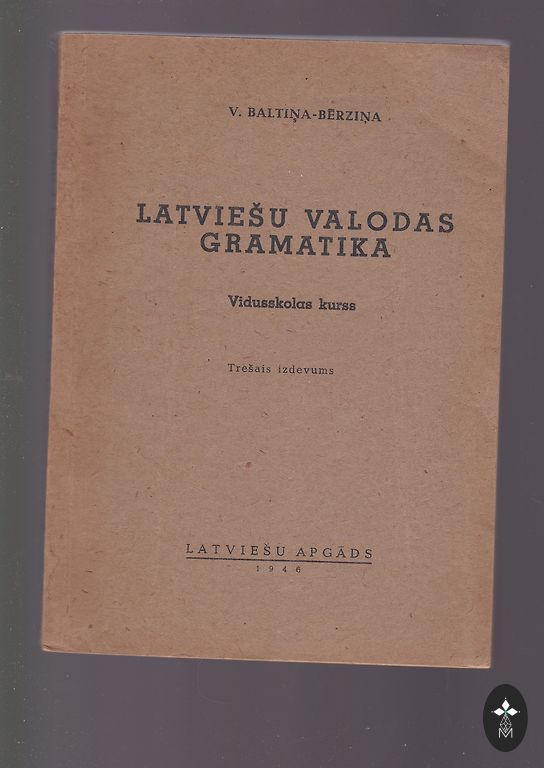 V. BALTIŅA-BĒRZIŅA
LATVIEŠU VALODAS
GRAMATIKA
Vidusskolas kurss
Trešais izdevums
LATVIEŠU APGĀDS
1946